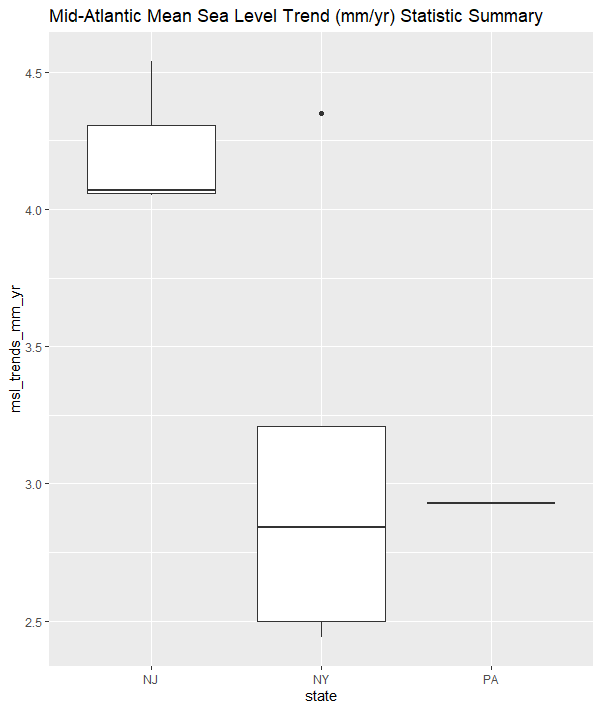 Mid-Atlantic Mean Sea Level Trend (mm/yr) Statistic Summary
4.5
4.0
3.5
3.0
2.5
msl_trends_mm_yr
NJ
NY
PA
state